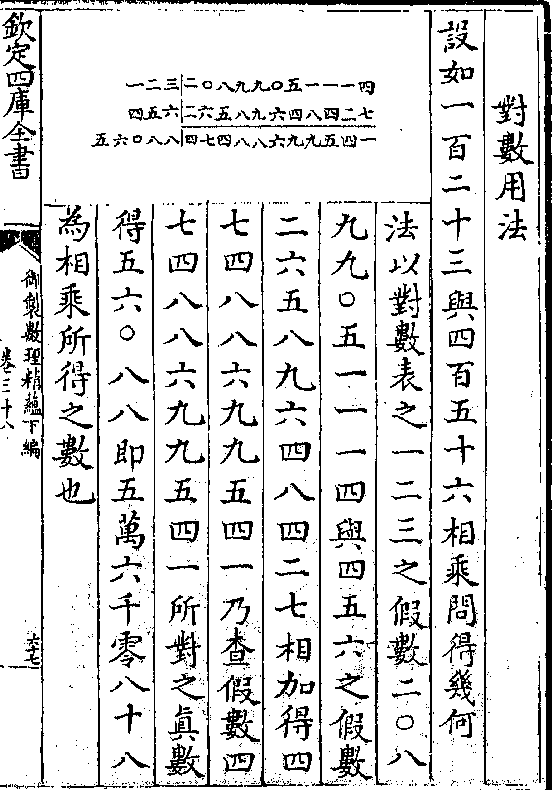 對數用法
設如一百二十三與四百五十六相乘問得幾何
一二三 二〇八九九〇五一一一四
四五六 二六五八九六四八四二七
五六〇八八 四七四八八六九九五四一
法以對數表之一二三之假數二〇八
九九〇五一一一四與四五六之假數
二六五八九六四八四二七相加得四
七四八八六九九五四一乃查假數四
七四八八六九九五四一所對之眞數
得五六〇八八即五萬六千零八十八
為相乘所得之數也
欽定四庫全書
御製數理精藴下編
卷三十八
六十七